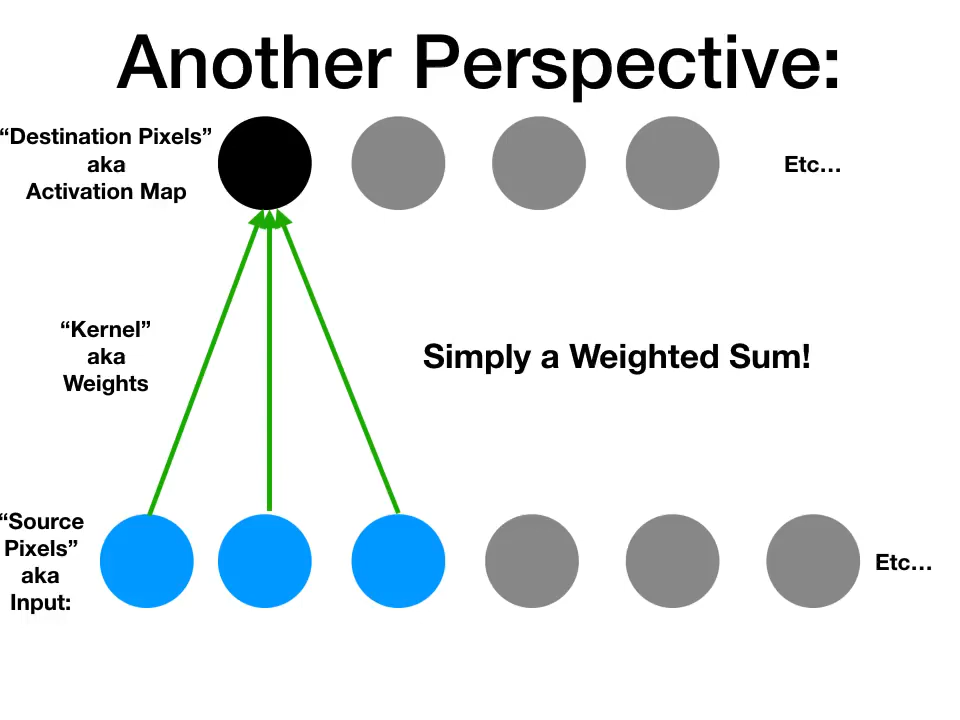 Another Perspective:
“Destination Pixels”
aka
Activation Map
Etc…
“Kernel”
aka
Weights
Simply a Weighted Sum!
“Source
Pixels”
aka
Input:
Etc…